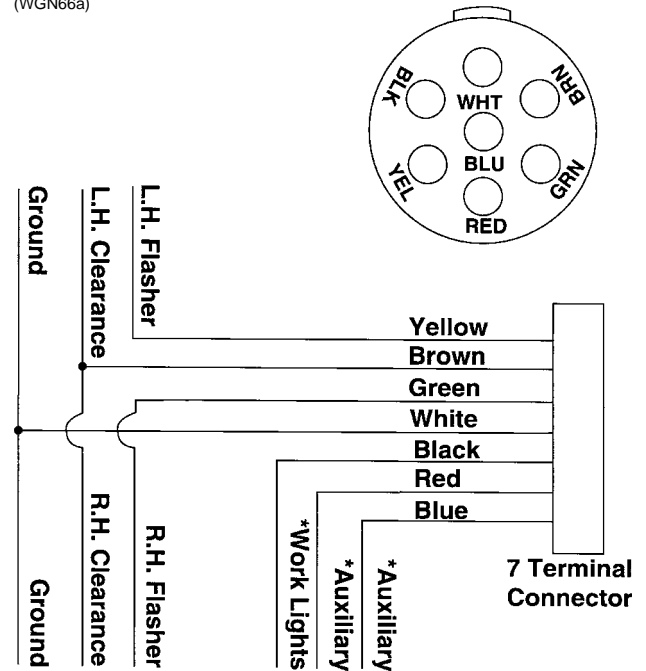 (WGN66a)
BLK
WHT
BRN
YEL
BLU
GRN
RED
Ground
L.H. Clearance
L.H. Flasher
Yellow
Brown
Green
White
Black
Red
Blue
7 Terminal
Connector
Ground
R.H. Clearance
R.H. Flasher
*Work Lights
*Auxiliary
*Auxiliary